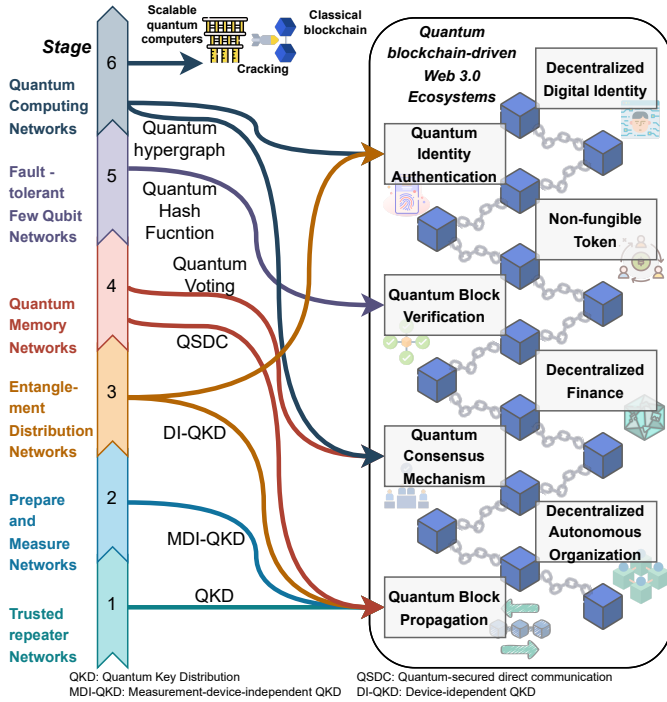 Stage
Scalable
quantum
computers
Classical
blockchain
Cracking
6
Quantum
Computing
Networks
5
Fault -
tolerant
Few Qubit
Networks
4
Quantum
Memory
Networks
3
Entangle-
ment
Distribution
Networks
2
Prepare and
Measure
Networks
1
Trusted
repeater
Networks
Quantum
hypergraph
Quantum
Hash
Fucntion
Quantum
Voting
QSDC
DI-QKD
MDI-QKD
QKD
Quantum
blockchain-driven
Web 3.0
Ecosystems
Quantum
Identity
Authentication
Quantum Block
Verification
Quantum
Consensus
Mechanism
Quantum Block
Propagation
Decentralized
Digital Identity
Non-fungible
Token
Decentralized
Finance
Decentralized
Autonomous
Organization
QKD: Quantum Key Distribution
QSDC: Quantum-secured direct communication
MDI-QKD: Measurement-device-independent QKD
DI-QKD: Device-idependent QKD